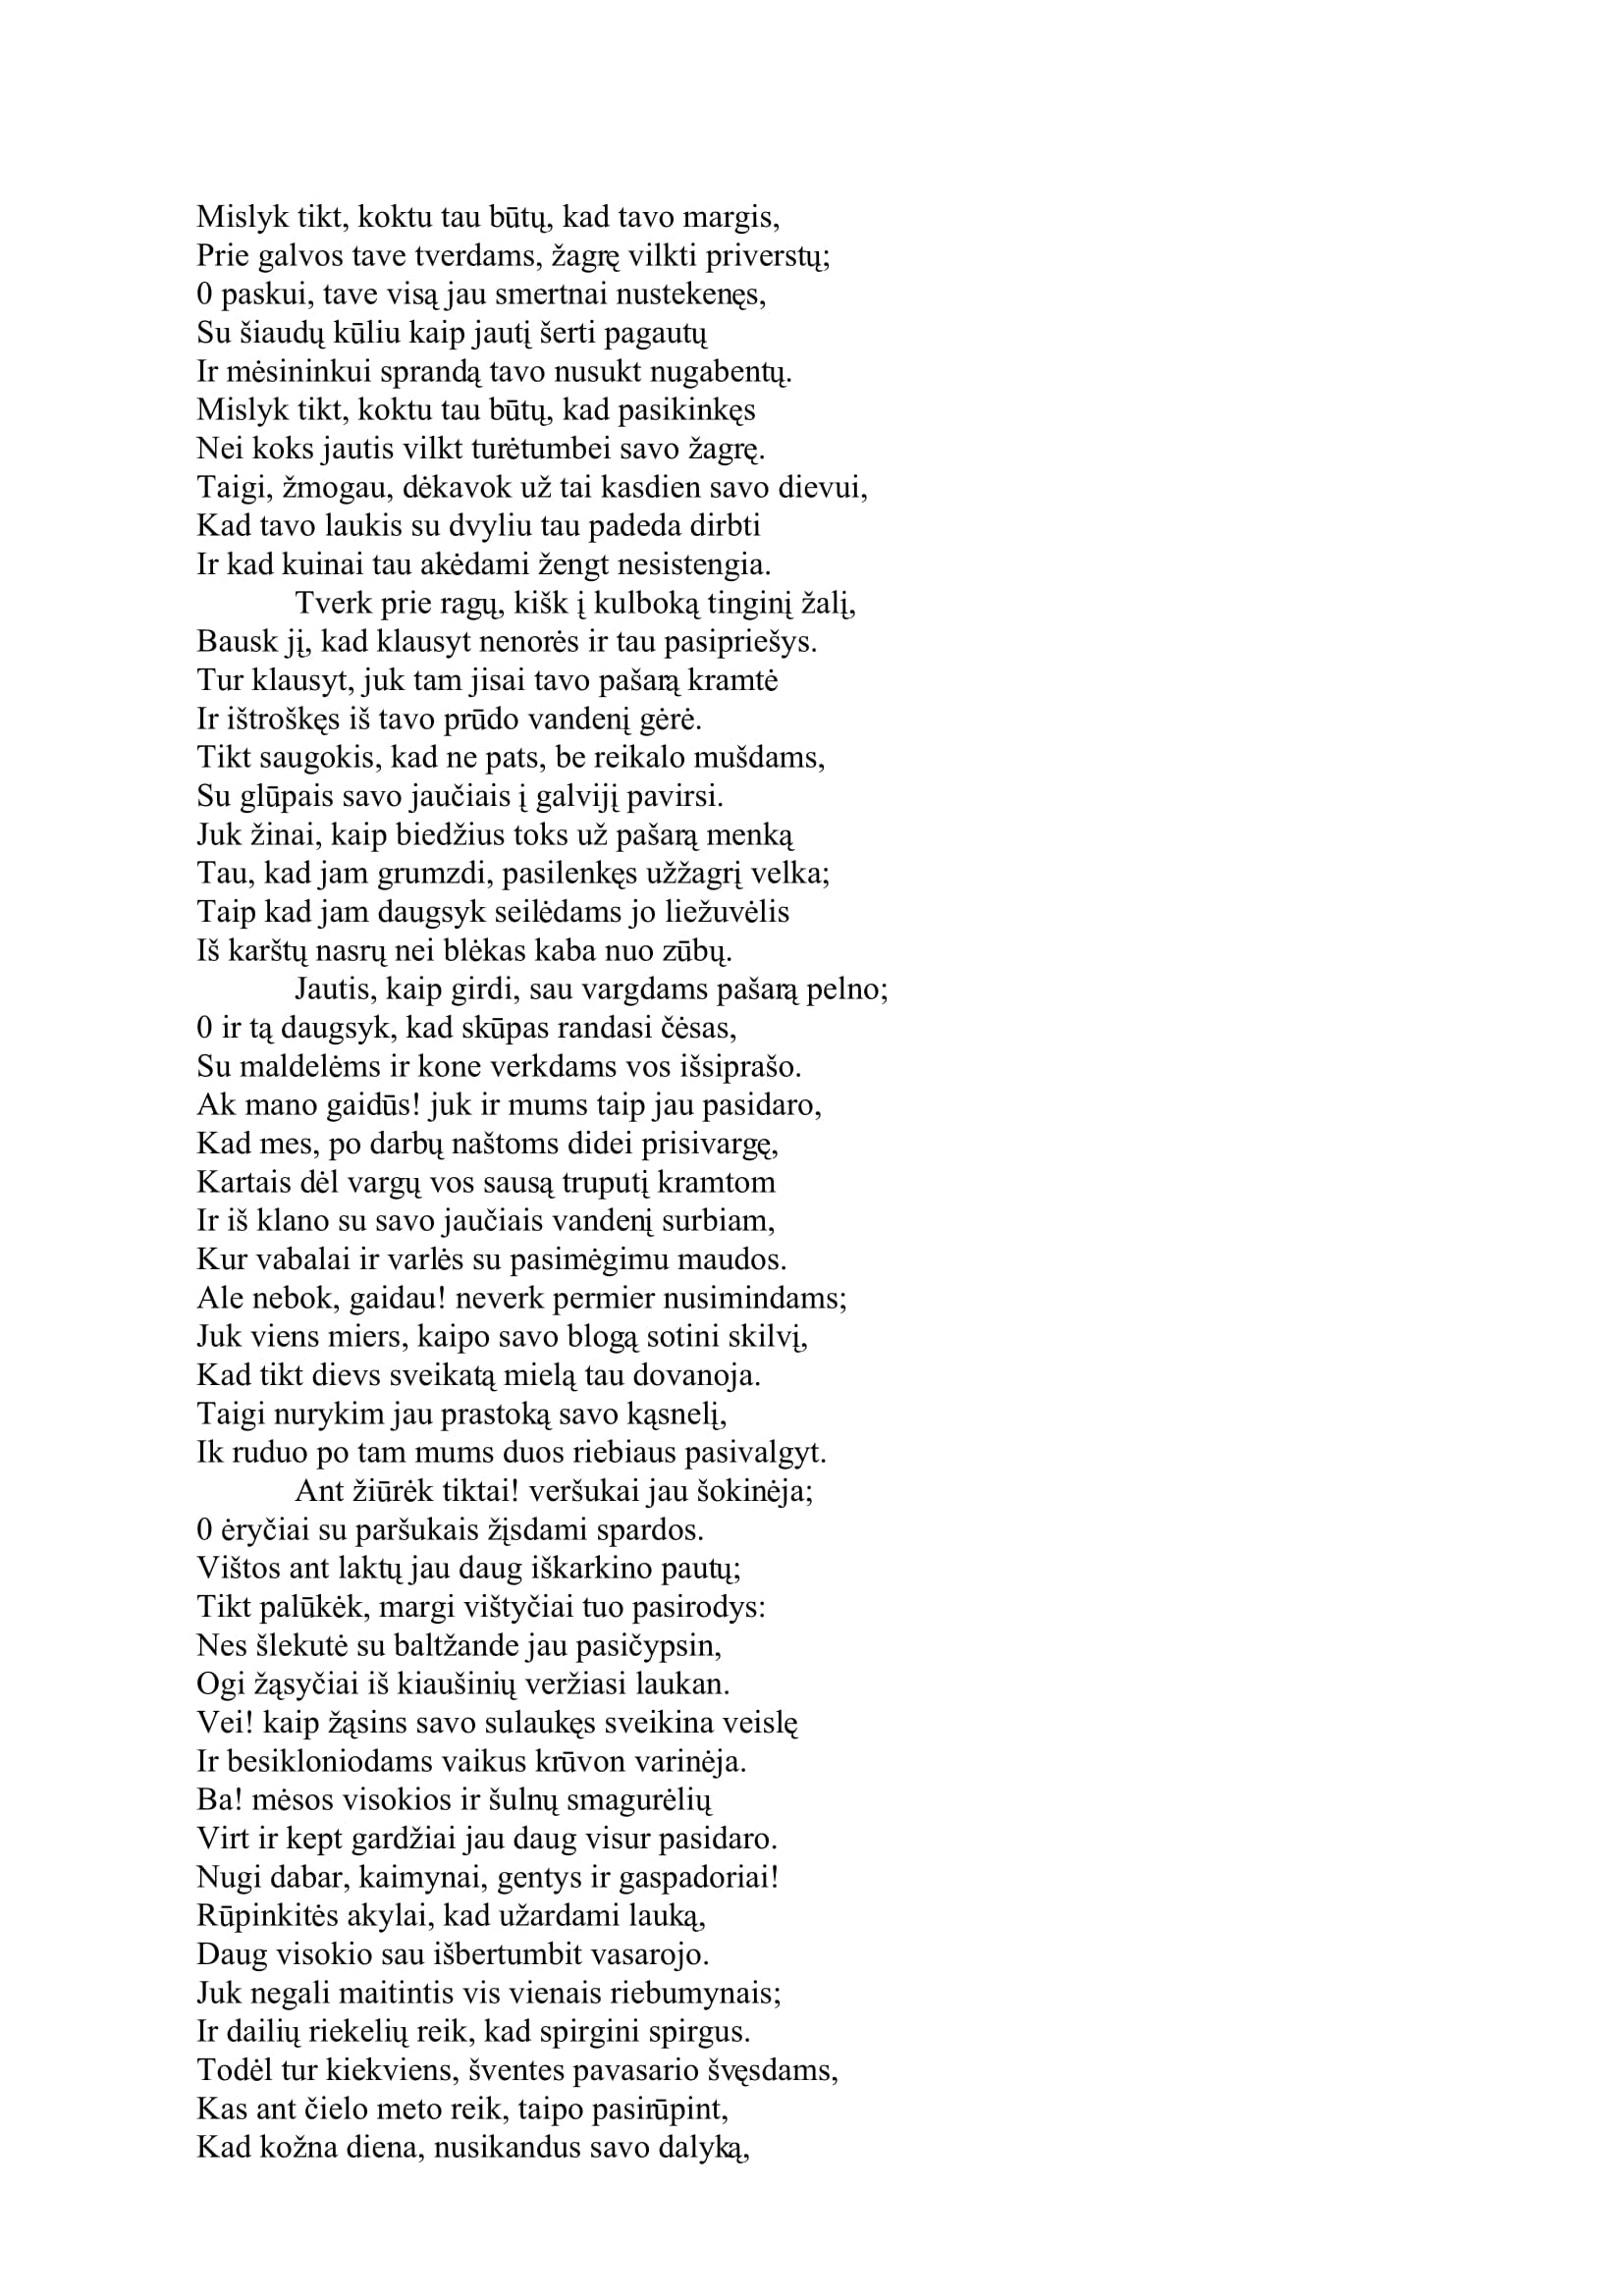 Mislyk tikt, koktu tau būtų, kad tavo margis,
Prie galvos tave tverdams, žagrę vilkti priverstų;
0 paskui, tave visą jau smertnai nustekenęs,
Su šiaudų kūliu kaip jautį šerti pagautų
Ir mėsininkui sprandą tavo nusukt nugabentų.
Mislyk tikt, koktu tau būtų, kad pasikinkęs
Nei koks jautis vilkt turėtumbei savo žagrę.
Taigi, žmogau, dėkavok už tai kasdien savo dievui,
Kad tavo laukis su dvyliu tau padeda dirbti
Ir kad kuinai tau akėdami žengt nesistengia.
Tverk prie ragų, kišk į kulboką tinginį žalį,
Bausk jį, kad klausyt nenorės ir tau pasipriešys.
Tur klausyt, juk tam jisai tavo pašarą kramtė
Ir ištroškęs iš tavo prūdo vandenį gėrė.
Tikt saugokis, kad ne pats, be reikalo mušdams,
Su glūpais savo jaučiais į galvijį pavirsi.
Juk žinai, kaip biedžius toks už pašarą menką
Tau, kad jam grumzdi, pasilenkęs užžagrį velka;
Taip kad jam daugsyk seilėdams jo liežuvėlis
Iš karštų nasrų nei blėkas kaba nuo zūbų.
Jautis, kaip girdi, sau vargdams pašarą pelno;
0 ir tą daugsyk, kad skūpas randasi čėsas,
Su maldelėms ir kone verkdams vos išsiprašo.
Ak mano gaidūs! juk ir mums taip jau pasidaro,
Kad mes, po darbų naštoms didei prisivargę,
Kartais dėl vargų vos sausą truputį kramtom
Ir iš klano su savo jaučiais vandenį surbiam,
Kur vabalai ir varlės su pasimėgimu maudos.
Ale nebok, gaidau! neverk permier nusimindams;
Juk viens miers, kaipo savo blogą sotini skilvį,
Kad tikt dievs sveikatą mielą tau dovanoja.
Taigi nurykim jau prastoką savo kąsnelį,
Ik ruduo po tam mums duos riebiaus pasivalgyt.
Ant žiūrėk tiktai! veršukai jau šokinėja;
0 ėryčiai su paršukais žįsdami spardos.
Vištos ant laktų jau daug iškarkino pautų;
Tikt palūkėk, margi vištyčiai tuo pasirodys:
Nes šlekutė su baltžande jau pasičypsin,
Ogi žąsyčiai iš kiaušinių veržiasi laukan.
Vei! kaip žąsins savo sulaukęs sveikina veislę
Ir besikloniodams vaikus krūvon varinėja.
Ba! mėsos visokios ir šulnų smagurėlių
Virt ir kept gardžiai jau daug visur pasidaro.
Nugi dabar, kaimynai, gentys ir gaspadoriai!
Rūpinkitės akylai, kad užardami lauką,
Daug visokio sau išbertumbit vasarojo.
Juk negali maitintis vis vienais riebumynais;
Ir dailių riekelių reik, kad spirgini spirgus.
Todėl tur kiekviens, šventes pavasario švęsdams,
Kas ant čielo meto reik, taipo pasirūpint,
Kad kožna diena, nusikandus savo dalyką,